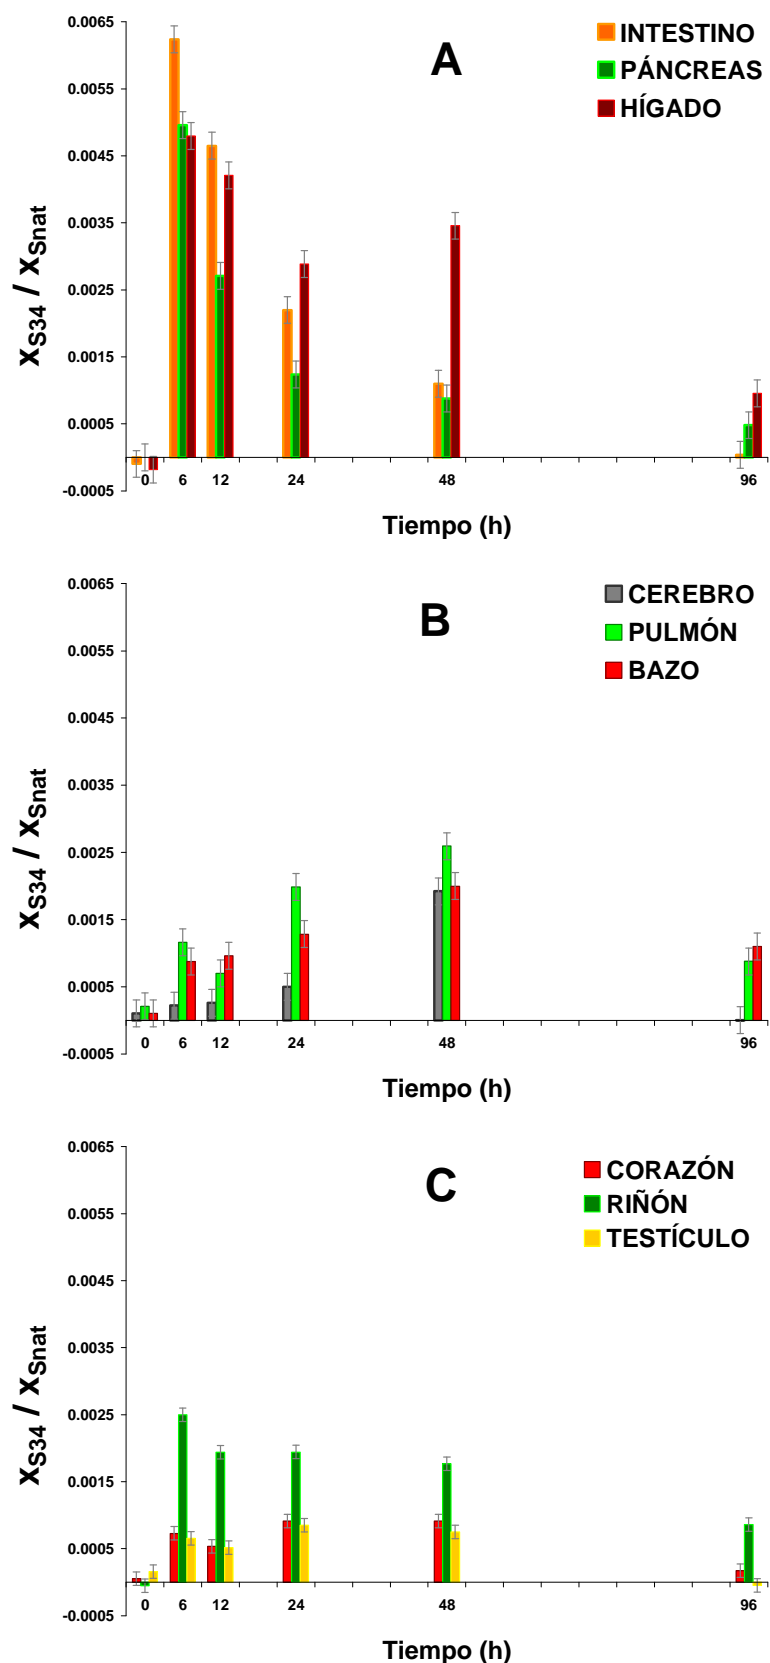 A
INTESTINO
PÁNCREAS
HÍGADO
0.0065
0.0055
0.0045
0.0035
0.0025
0.0015
0.0005
-0.0005
xS34 / xSnat
0 6 12 24 48 96
Tiempo (h)
B
CEREBRO
PULMÓN
BAZO
0.0065
0.0055
0.0045
0.0035
0.0025
0.0015
0.0005
-0.0005
xS34 / xSnat
0 6 12 24 48 96
Tiempo (h)
C
CORAZÓN
RIÑÓN
TESTÍCULO
0.0065
0.0055
0.0045
0.0035
0.0025
0.0015
0.0005
-0.0005
xS34 / xSnat
0 6 12 24 48 96
Tiempo (h)